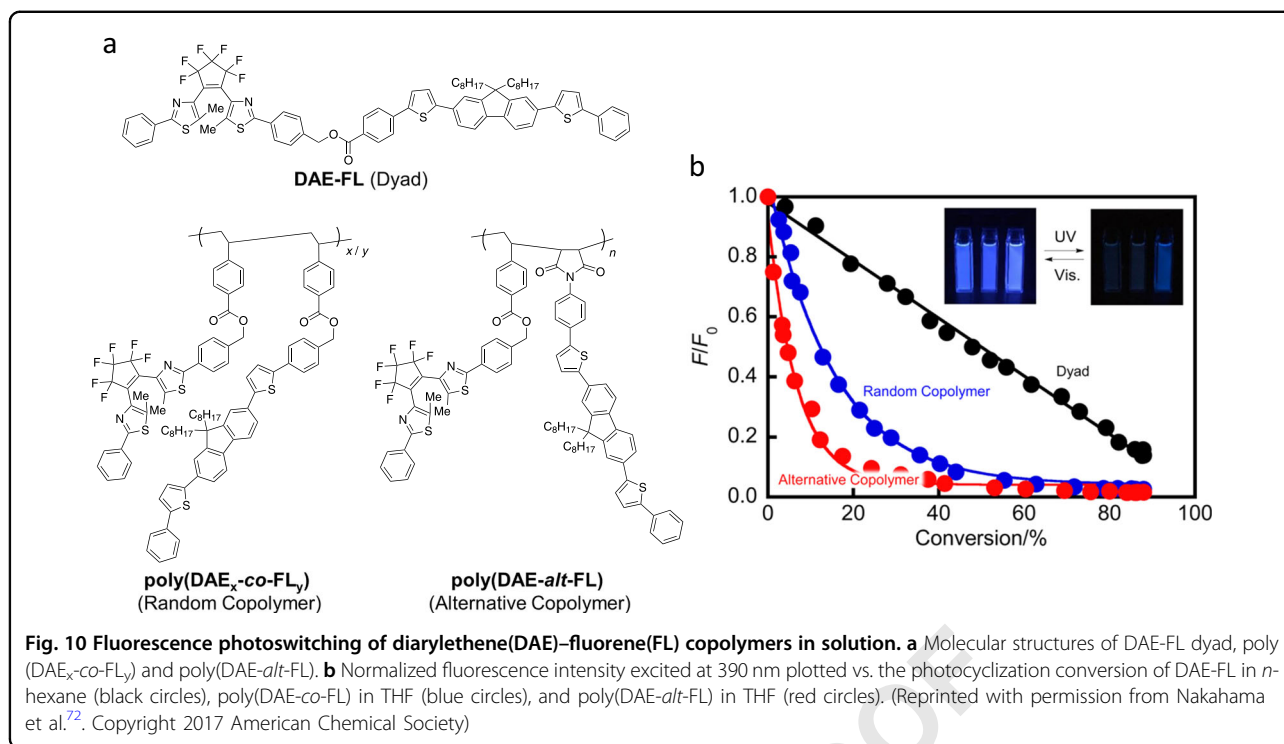 a
F F
F F
F F
N
Me
S
Me
N
S
O
O
S
C8H17 C8H17
S
DAE-FL (Dyad)
x / y
n
O O
O O
O N O
F F
F F
F F
N
S
Me
Me
N
S
S
C8H17
C8H17
S
F F
F F
F F
N
S
Me
Me
N
S
S
C8H17
C8H17
S
poly(DAEx-co-FLy)
(Random Copolymer)
poly(DAE-alt-FL)
(Alternative Copolymer)
b
1.0
0.8
0.6
0.4
0.2
0.0
F/F0
UV
Vis.
Dyad
Random Copolymer
Alternative Copolymer
0 20 40 60 80 100
Conversion/%
Fig. 10 Fluorescence photoswitching of diarylethene(DAE)–fluorene(FL) copolymers in solution. a Molecular structures of DAE-FL dyad, poly
(DAEx-co-FLy) and poly(DAE-alt-FL). b Normalized fluorescence intensity excited at 390 nm plotted vs. the photocyclization conversion of DAE-FL in n-
hexane (black circles), poly(DAE-co-FL) in THF (blue circles), and poly(DAE-alt-FL) in THF (red circles). (Reprinted with permission from Nakahama
et al.72. Copyright 2017 American Chemical Society)